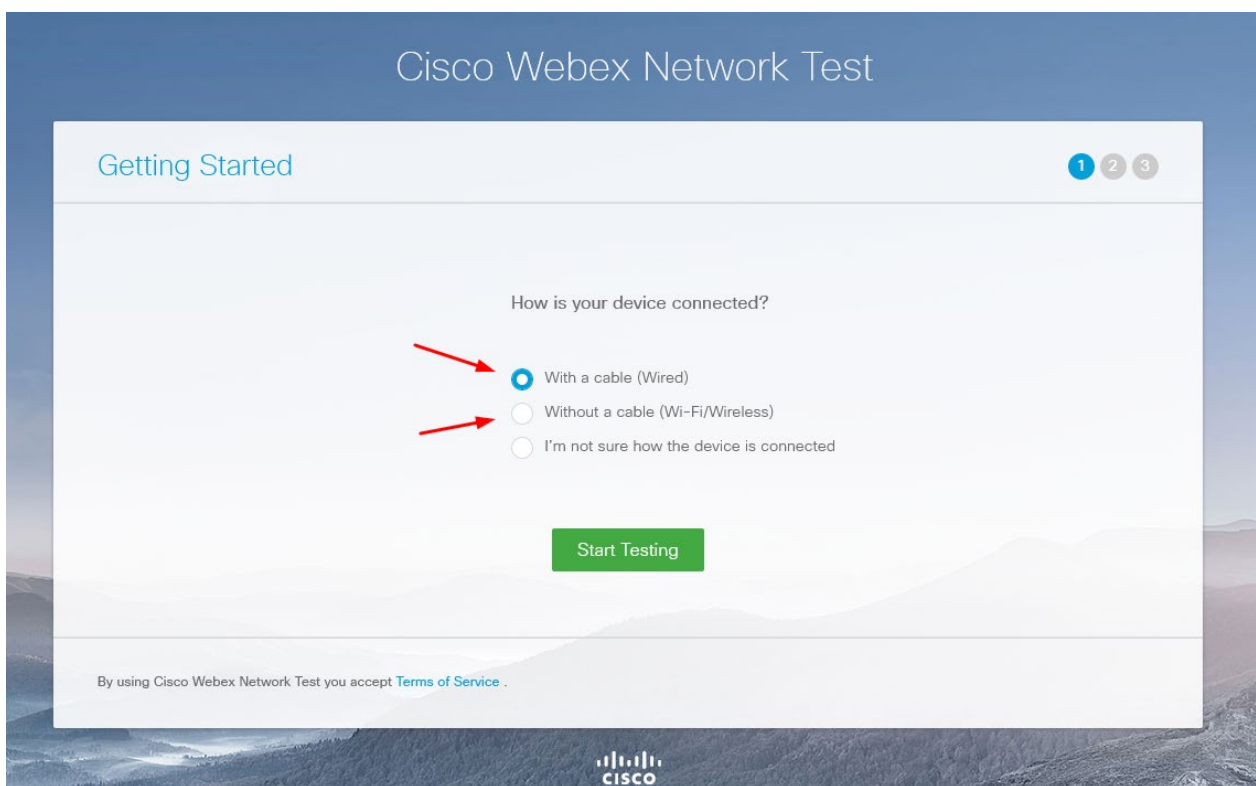 Cisco Webex Network Test
Getting Started
1 2 3
How is your device connected?
With a cable (Wired)
Without a cable (Wi-Fi/Wireless)
I'm not sure how the device is connected
Start Testing
By using Cisco Webex Network Test you accept Terms of Service .
CISCO